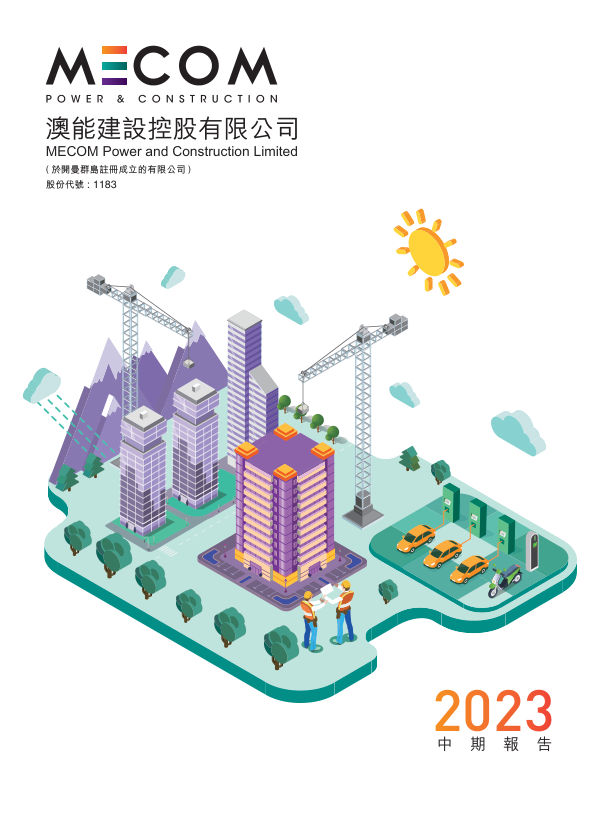 MECOM
POWER & CONSTRUCTION
澳能建設控股有限公司
MECOM Power and Construction Limited
(於開曼群島註冊成立的有限公司)
股份代號：1183
2023
中期報告